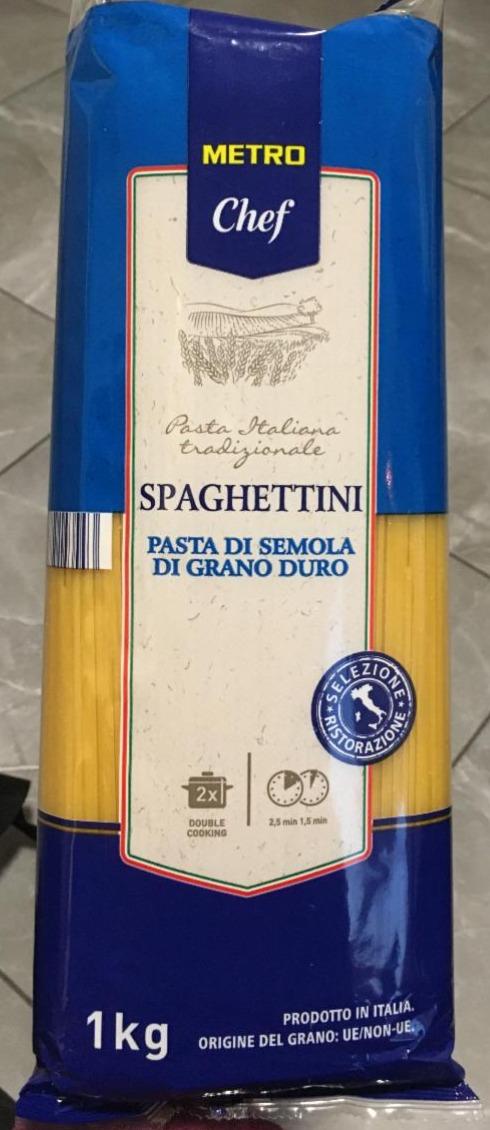 METRO
Chef
Pasta Italiana
tradizionale
SPAGHETTINI
PASTA DI SEMOLA
DI GRANO DURO
SELEZIONE
RISTORAZIONE
2x
DOUBLE
COOKING
2,5 min 1,5 min
1kg
PRODOTTO IN ITALIA.
ORIGINE DEL GRANO: UE/NON-UE.